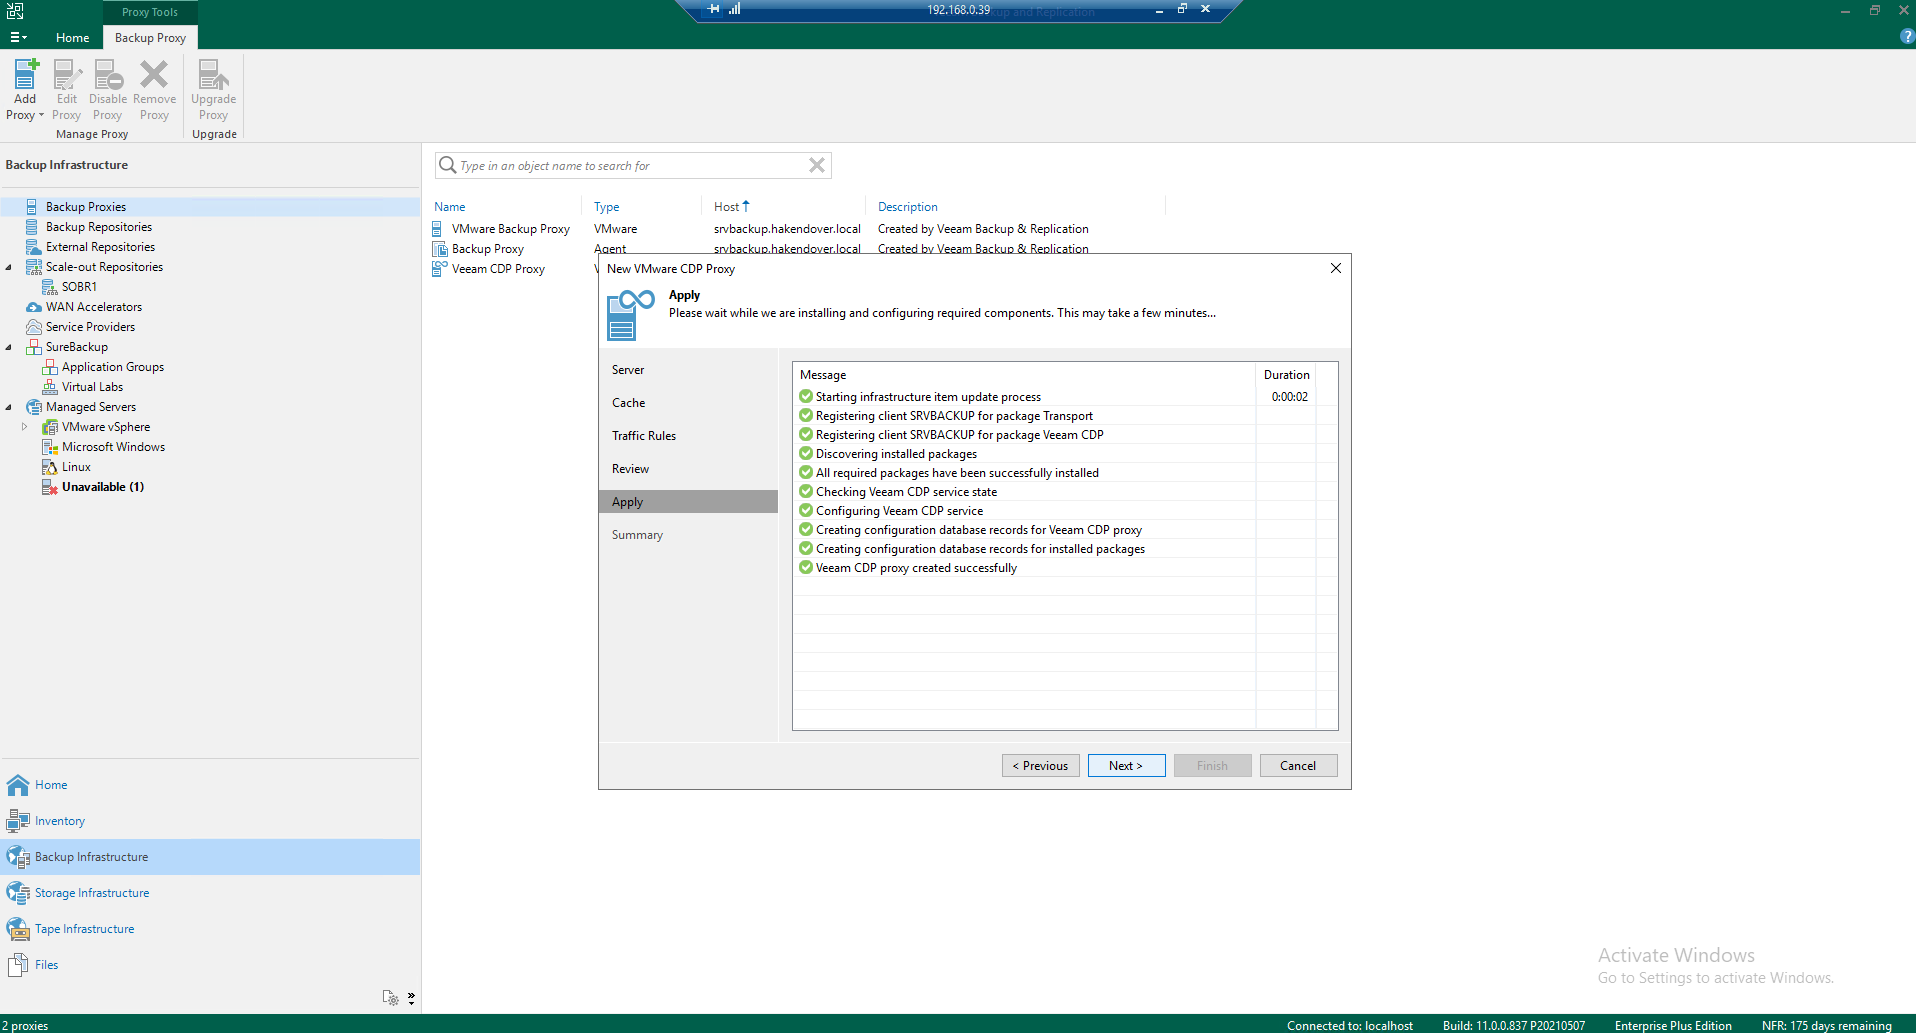 Proxy Tools
192.168.0.39
Home
Backup Proxy
Add Proxy
Edit Proxy
Disable Proxy
Remove Proxy
Upgrade Proxy
Manage Proxy
Upgrade
Backup Infrastructure
Type in an object name to search for
Backup Proxies
Backup Repositories
External Repositories
Scale-out Repositories
SOBR1
WAN Accelerators
Service Providers
SureBackup
Application Groups
Virtual Labs
Managed Servers
VMware vSphere
Microsoft Windows
Linux
Unavailable (1)
Name Type Host Description
VMware Backup Proxy VMware srvbackup.hakendover.local Created by Veeam Backup & Replication
Backup Proxy Agent srvbackup.hakendover.local Created by Veeam Backup & Replication
Veeam CDP Proxy
New VMware CDP Proxy
Apply
Please wait while we are installing and configuring required components. This may take a few minutes...
Server
Cache
Traffic Rules
Review
Apply
Summary
Message Duration
Starting infrastructure item update process 0:00:02
Registering client SRVBACKUP for package Transport
Registering client SRVBACKUP for package Veeam CDP
Discovering installed packages
All required packages have been successfully installed
Checking Veeam CDP service state
Configuring Veeam CDP service
Creating configuration database records for Veeam CDP proxy
Creating configuration database records for installed packages
Veeam CDP proxy created successfully
< Previous
Next >
Finish
Cancel
Home
Inventory
Backup Infrastructure
Storage Infrastructure
Tape Infrastructure
Files
Activate Windows
Go to Settings to activate Windows.
2 proxies
Connected to: localhost
Build: 11.0.0.837 P20210507
Enterprise Plus Edition
NFR: 175 days remaining